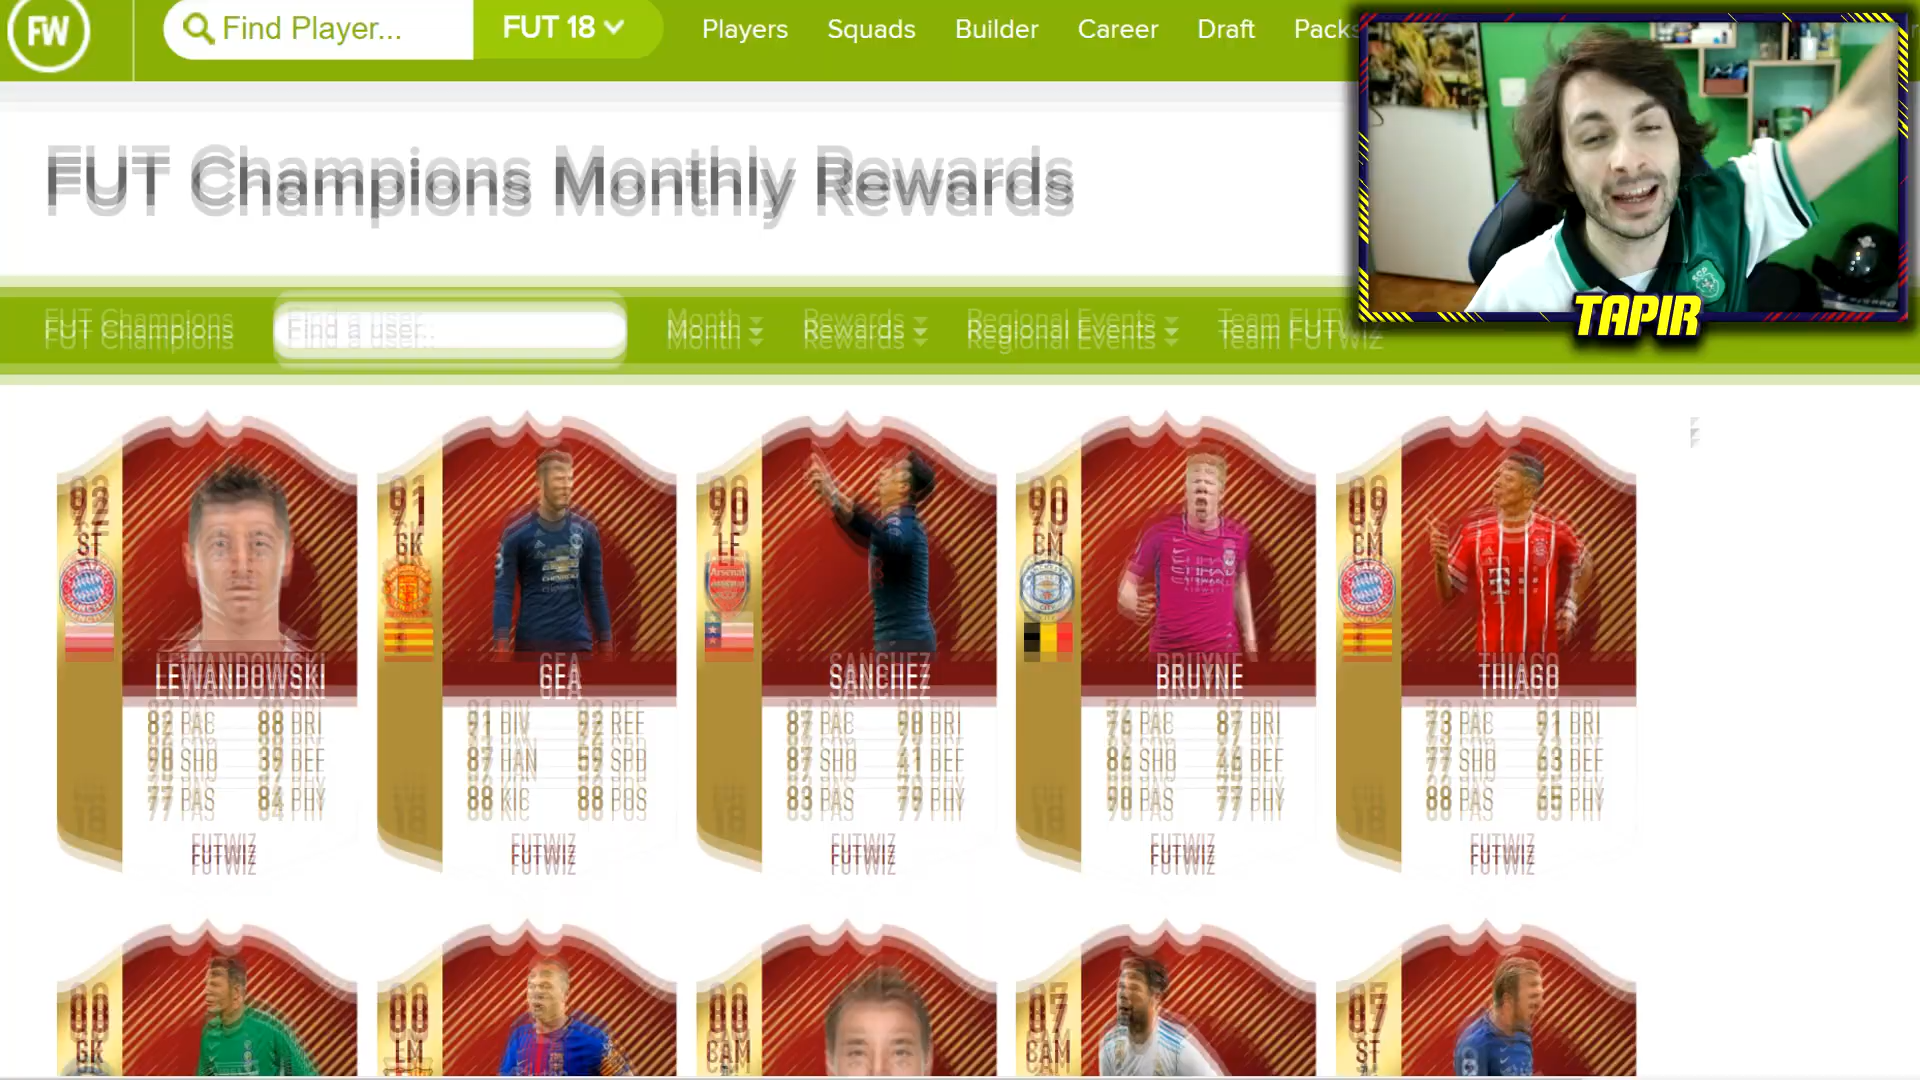 FW
Find Player...
FUT 18
Players
Squads
Builder
Career
Draft
Packs
TAPIR
FUT Champions Monthly Rewards
FUT Champions
Find a user...
Month
Rewards
Regional Events
Team FUTWIZ
92
ST
LEWANDOWSKI
82 PAC 88 DRI
SHO 39 DEF
77 PAS 84 PHY
FUTWIZ
91
GK
GEA
91 DIV 92 REF
87 HAN 59 SPD
88 KIC 88 POS
FUTWIZ
90
LF
Arsenal
SANCHEZ
87 PAC 90 DRI
87 SHO 41 DEF
83 PAS 79 PHY
FUTWIZ
90
CM
BRUYNE
76 PAC 87 DRI
86 SHO 46 DEF
90 PAS 77 PHY
FUTWIZ
89
CM
THIAGO
73 PAC 91 DRI
77 SHO 63 DEF
88 PAS 65 PHY
FUTWIZ
88
GK
88
LM
88
CAM
87
CAM
87
ST